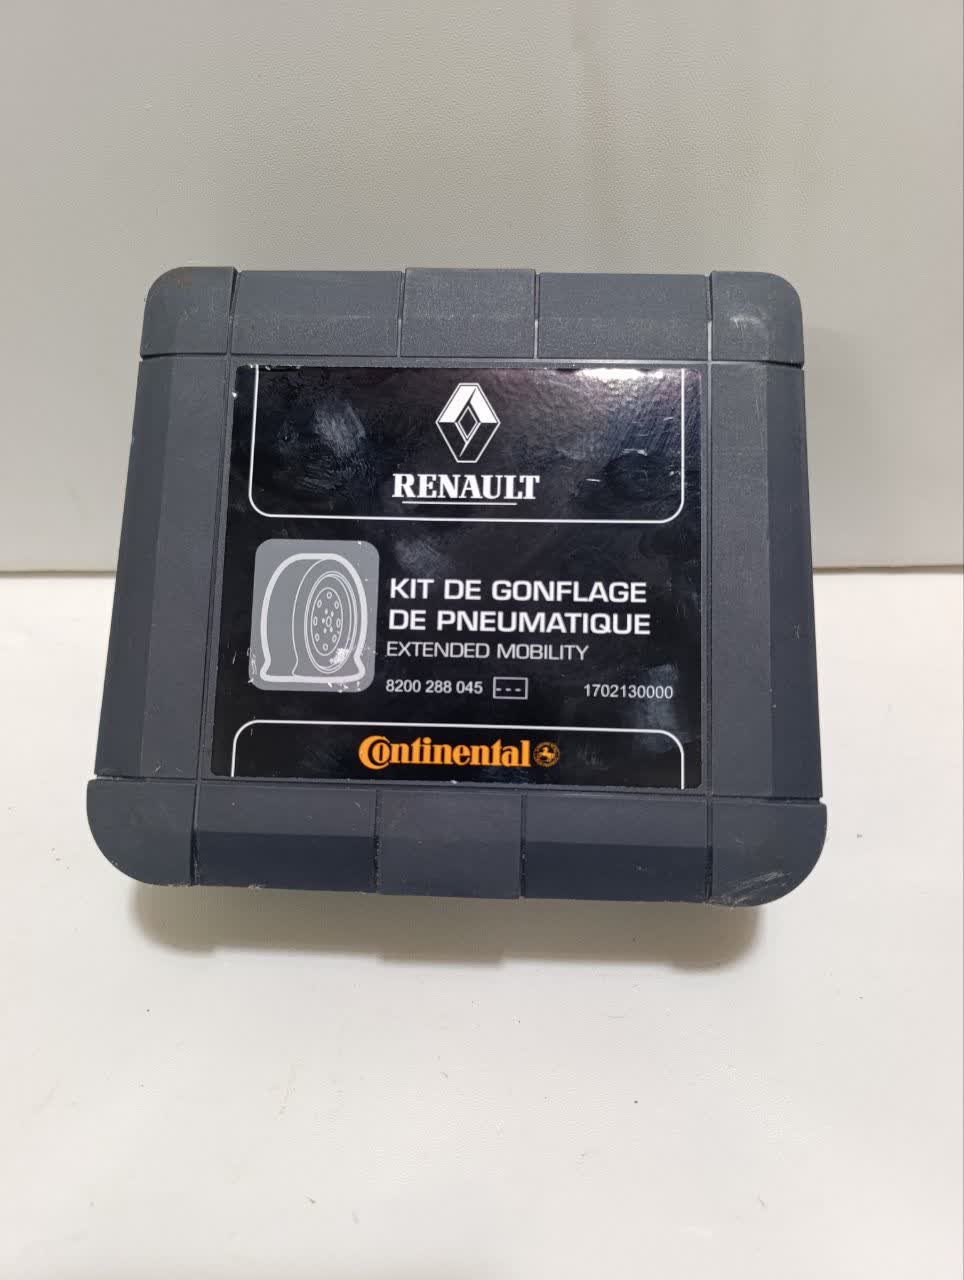 RENAULT
KIT DE GONFLAGE
DE PNEUMATIQUE
EXTENDED MOBILITY
8200 288 045 --- 1702130000
Continental